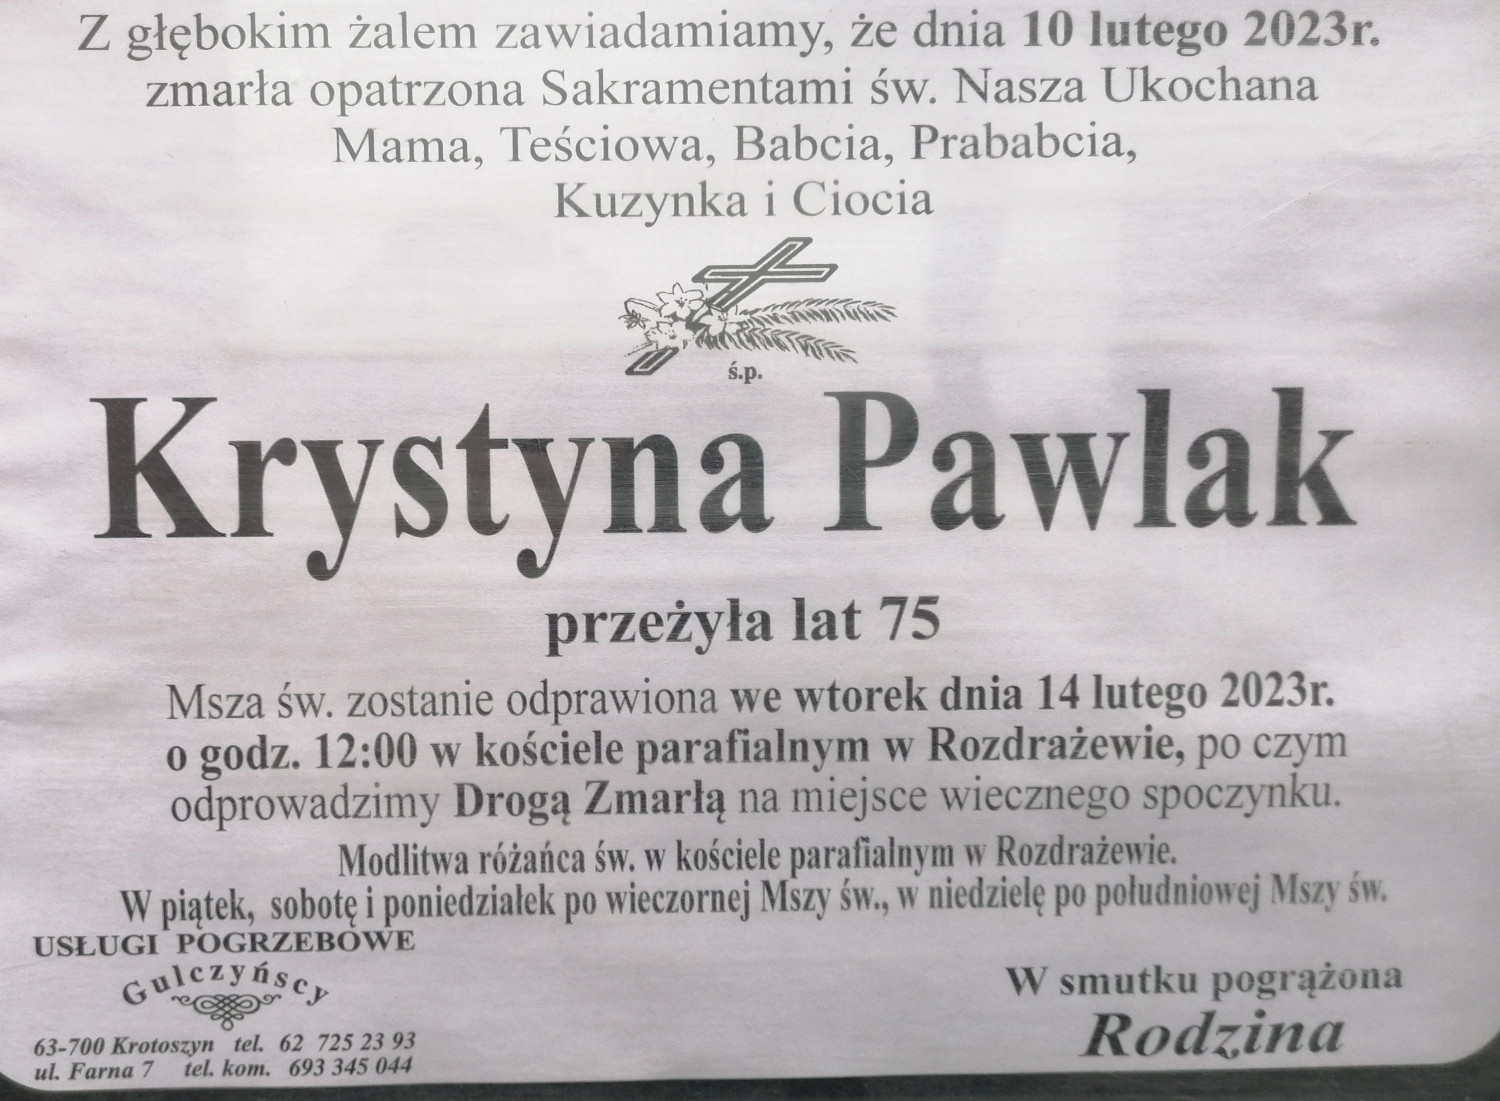 Z głębokim żalem zawiadamiamy, że dnia 10 lutego 2023r.
zmarła opatrzona Sakramentami św. Nasza Ukochana
Mama, Teściowa, Babcia, Prababcia,
Kuzynka i Ciocia
ś.p.
Krystyna Pawlak
przeżyła lat 75
Msza św. zostanie odprawiona we wtorek dnia 14 lutego 2023r.
o godz. 12:00 w kościele parafialnym w Rozdrażewie, po czym
odprowadzimy Drogą Zmarłą na miejsce wiecznego spoczynku.
Modlitwa różańca św. w kościele parafialnym w Rozdrażewie.
W piątek, sobotę i poniedziałek po wieczornej Mszy św., w niedzielę po południowej Mszy św.
USŁUGI POGRZEBOWE
Gulczyńscy
63-700 Krotoszyn tel. 62 725 23 93
ul. Farna 7 tel. kom. 693 345 044
W smutku pogrążona
Rodzina